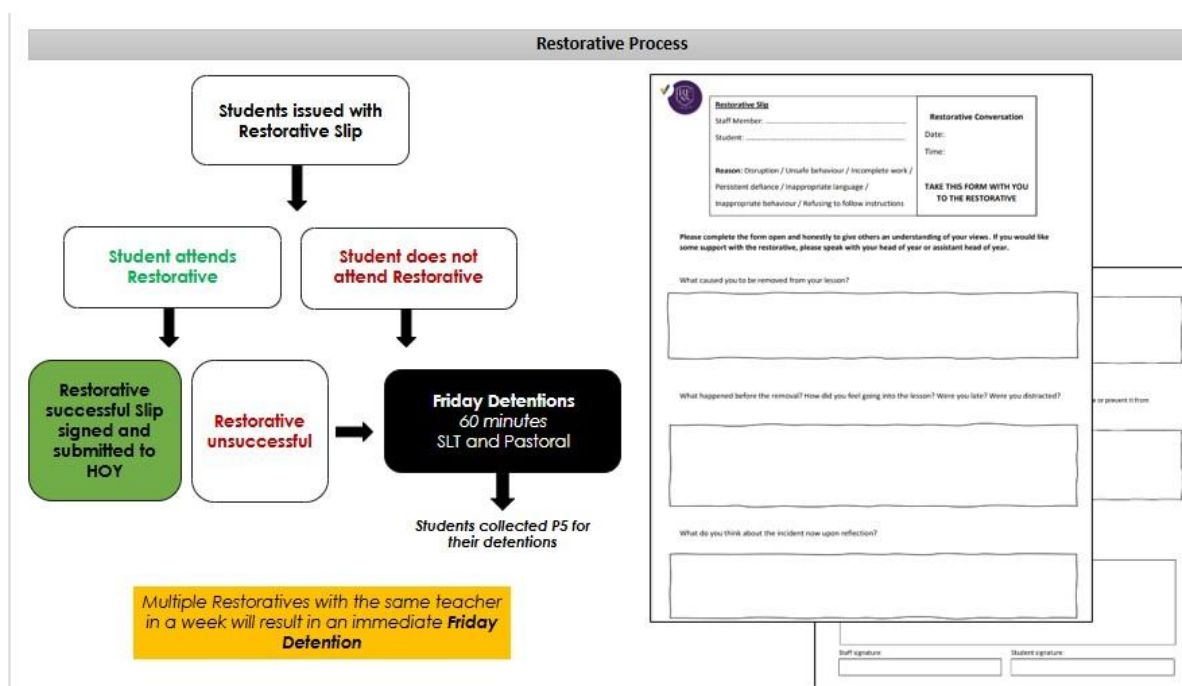 Restorative Process
Students issued with
Restorative Slip
Student attends
Restorative
Student does not
attend Restorative
Restorative
successful Slip
signed and
submitted to
HOY
Restorative
unsuccessful
Friday Detentions
60 minutes
SLT and Pastoral
Students collected P5 for
their detentions
Multiple Restoratives with the same teacher
in a week will result in an immediate Friday
Detention
Restorative Slip
Staff Member:
Student:
Reason: Disruption / Unsafe behaviour / Incomplete work /
Persistent defiance / Inappropriate language /
Inappropriate behaviour / Refusing to follow instructions
Restorative Conversation
Date:
Time:
TAKE THIS FORM WITH YOU
TO THE RESTORATIVE
Please complete the form open and honestly to give others an understanding of your views. If you would like
some support with the restorative, please speak with your head of year or assistant head of year.
What caused you to be removed from your lesson?
What happened before the removal? How did you feel going into the lesson? Were you late? Were you distracted?
What do you think about the incident now upon reflection?
or prevent it from
Staff signature:
Student signature: